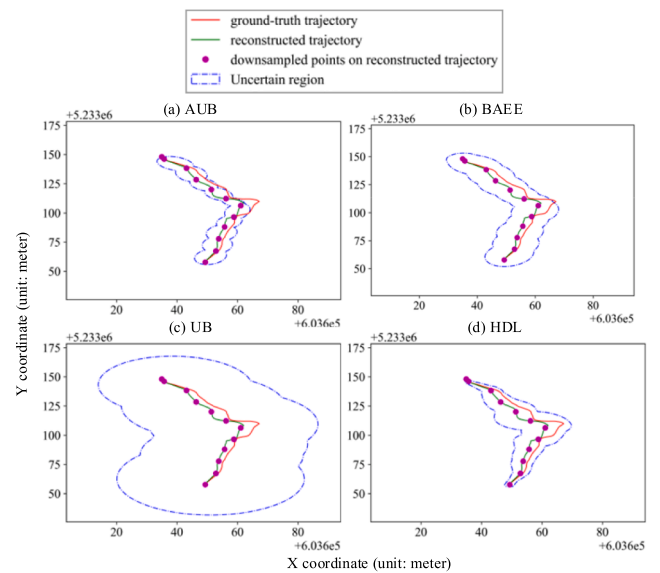 ground-truth trajectory
reconstructed trajectory
downsampled points on reconstructed trajectory
Uncertain region
(a) AUB
(b) BAEE
+5.233e6
+5.233e6
175
150
125
100
75
50
175
150
125
100
75
50
20 40 60 80
20 40 60 80
+6.036e5
+6.036e5
(c) UB
(d) HDL
+5.233e6
+5.233e6
175
150
125
100
75
50
175
150
125
100
75
50
20 40 60 80
20 40 60 80
+6.036e5
+6.036e5
Y coordinate (unit: meter)
X coordinate (unit: meter)